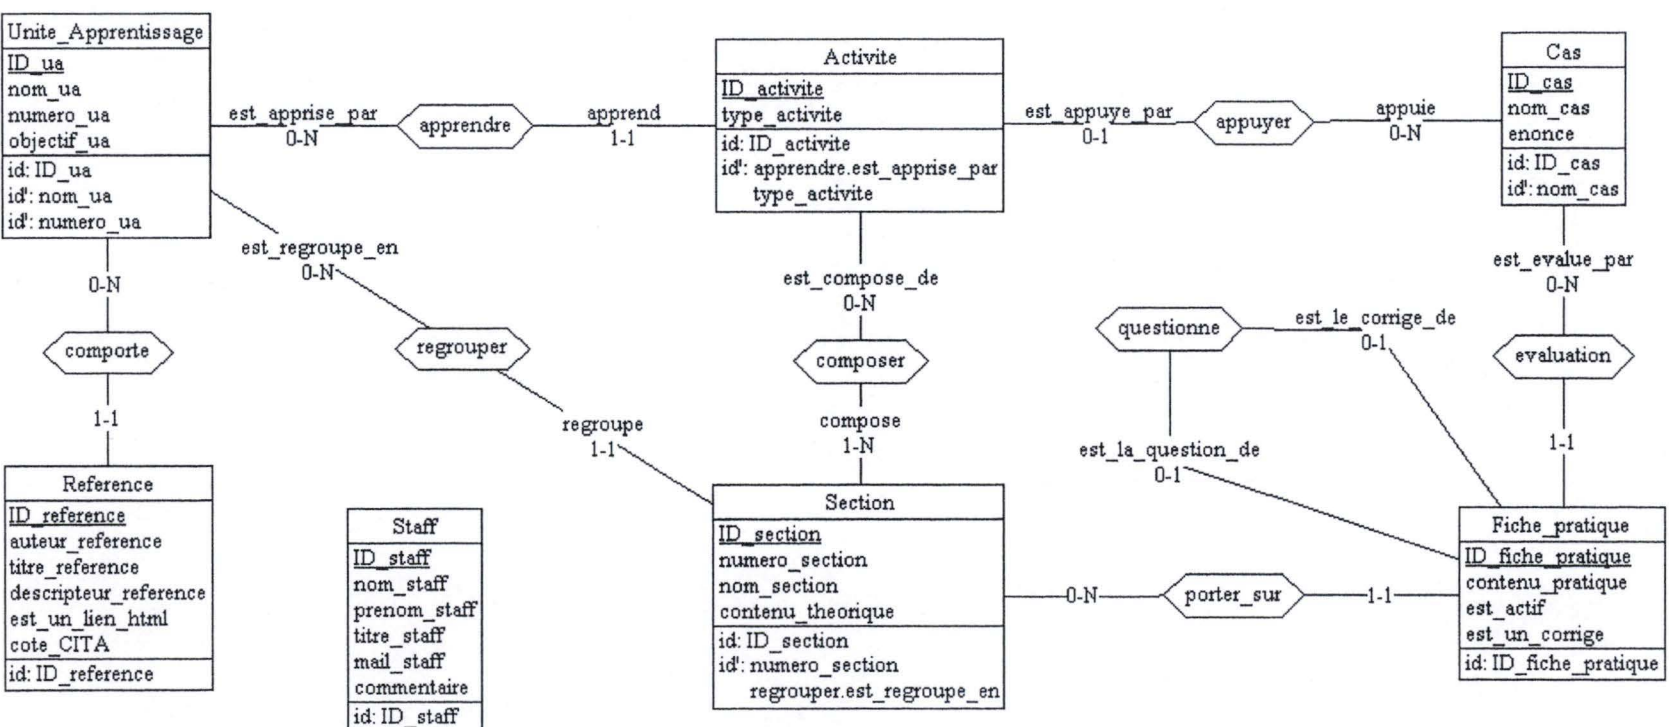 Unite_Apprentissage
ID_ua
nom_ua
numero_ua
objectif_ua
id: ID_ua
id': nom_ua
id': numero_ua
est_apprise_par
0-N
apprendre
apprend
1-1
Activite
ID_activite
type_activite
id: ID_activite
id': apprendre.est_apprise_par
type_activite
est_appuye_par
0-1
appuyer
appuie
0-N
Cas
ID_cas
nom_cas
enonce
id: ID_cas
id': nom_cas
est_regroupe_en
0-N
regrouper
regroupe
1-1
0-N
comporte
1-1
est_compose_de
0-N
composer
compose
1-N
est_evalue_par
0-N
evaluation
1-1
questionne
est_le_corrige_de
0-1
est_la_question_de
0-1
Reference
ID_reference
auteur_reference
titre_reference
descripteur_reference
est_un_lien_html
cote_CITA
id: ID_reference
Staff
ID_staff
nom_staff
prenom_staff
titre_staff
mail_staff
commentaire
id: ID_staff
Section
ID_section
numero_section
nom_section
contenu_theorique
id: ID_section
id': numero_section
regrouper.est_regroupe_en
0-N
porter_sur
1-1
Fiche_pratique
ID_fiche_pratique
contenu_pratique
est_actif
est_un_corrige
id: ID_fiche_pratique